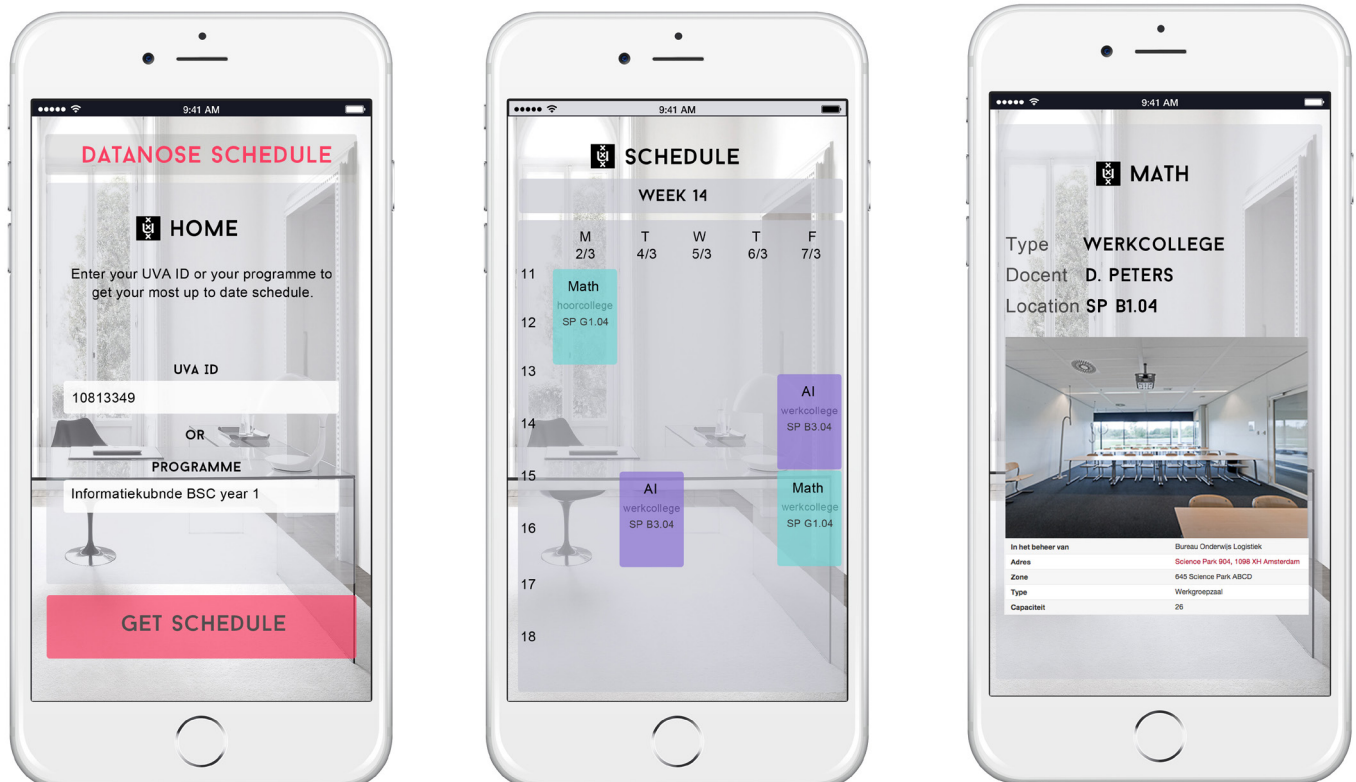 9:41 AM
DATANOSE SCHEDULE
HOME
Enter your UVA ID or your programme to
get your most up to date schedule.
UVA ID
10813349
OR
PROGRAMME
Informatiekubnde BSC year 1
GET SCHEDULE
9:41 AM
SCHEDULE
WEEK 14
M T W T F
2/3 4/3 5/3 6/3 7/3
11
Math
hoorcollege
12
SP G1.04
13
AI
werkcollege
14
SP B3.04
15
AI
werkcollege
SP B3.04
Math
werkcollege
SP G1.04
16
17
18
9:41 AM
MATH
Type WERKCOLLEGE
Docent D. PETERS
Location SP B1.04
In het beheer van Bureau Onderwijs Logistiek
Adres Science Park 904, 1098 XH Amsterdam
Zone 645 Science Park ABCD
Type Werkgroepzaal
Capaciteit 26